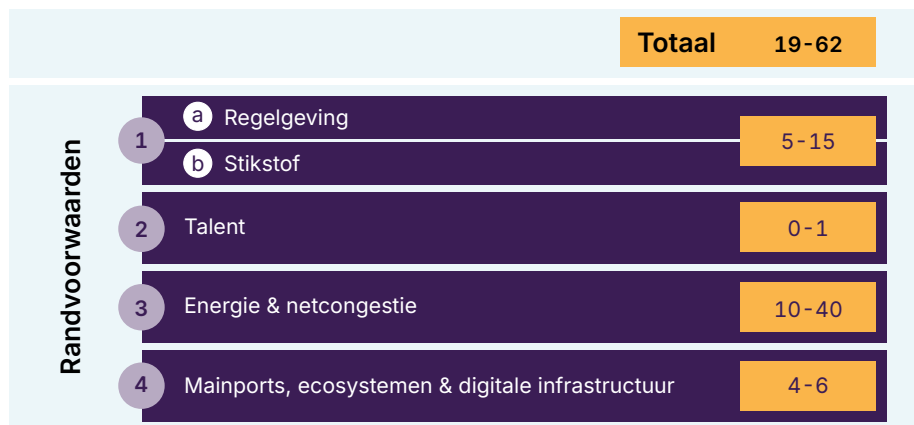 Totaal 19-62
Randvoorwaarden
1
a Regelgeving
b Stikstof
5-15
2 Talent 0-1
3 Energie & netcongestie 10-40
4 Mainports, ecosystemen & digitale infrastructuur 4-6